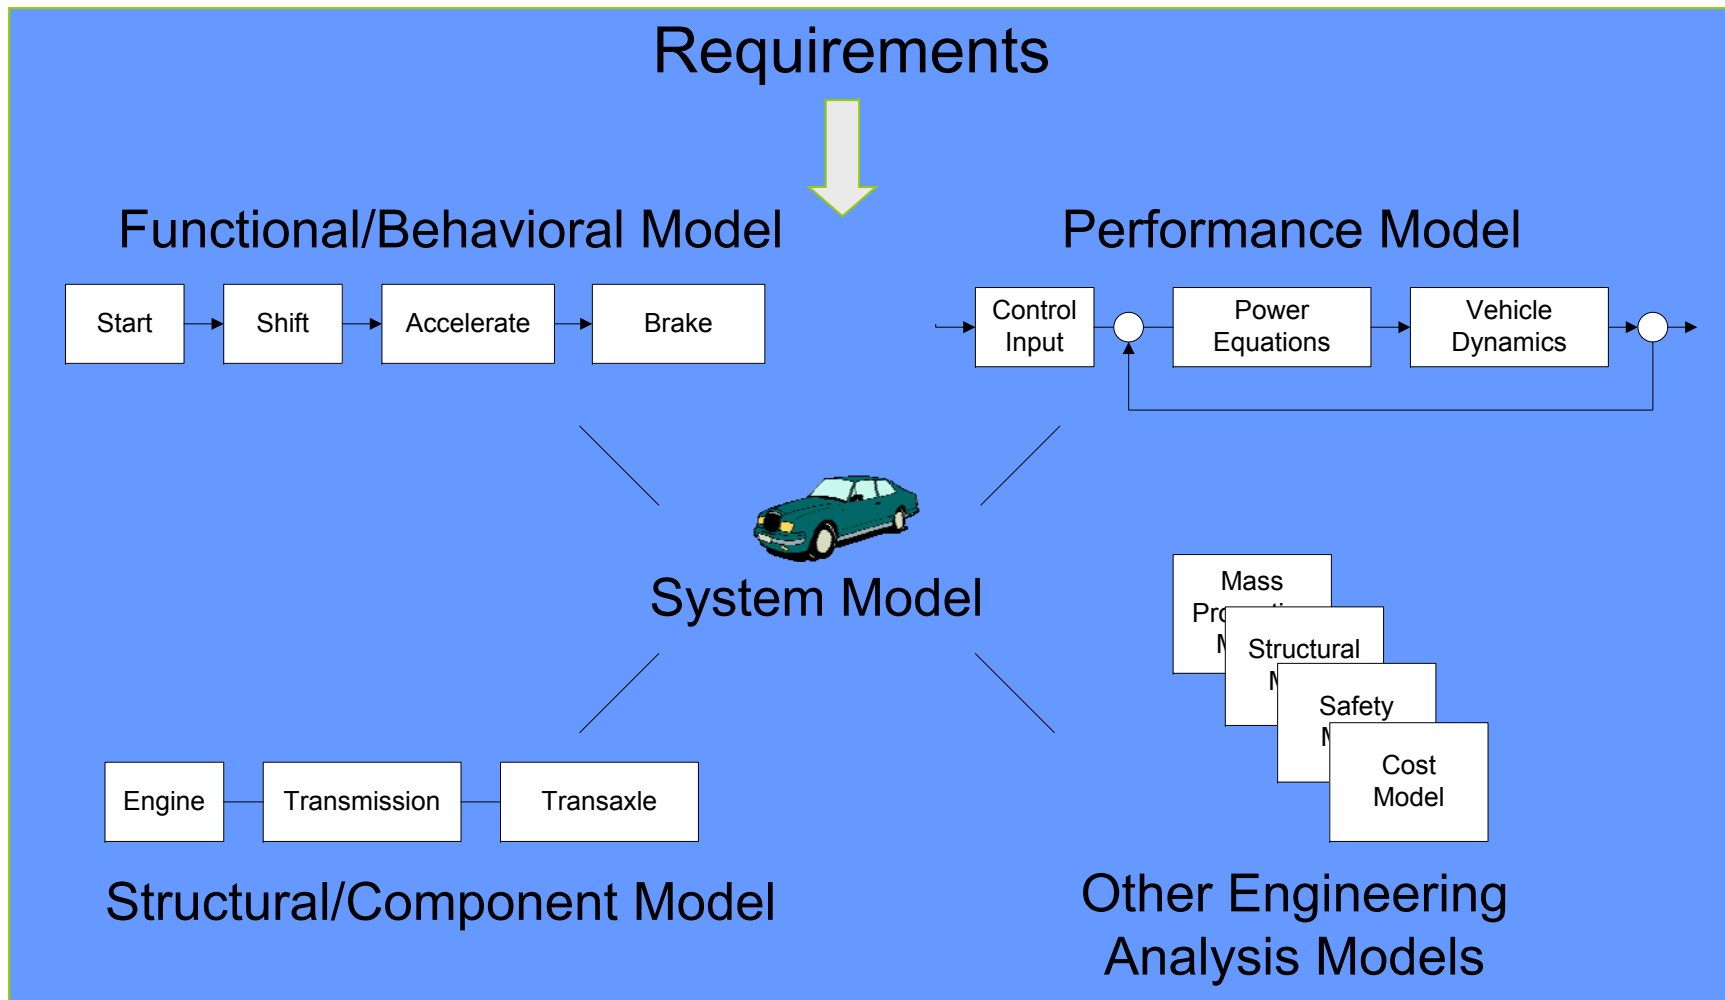 Requirements
Functional/Behavioral Model
Performance Model
Start
Shift
Accelerate
Brake
Control
Input
Power
Equations
Vehicle
Dynamics
System Model
Mass
Structural
Safety
Cost
Model
Engine
Transmission
Transaxle
Structural/Component Model
Other Engineering
Analysis Models